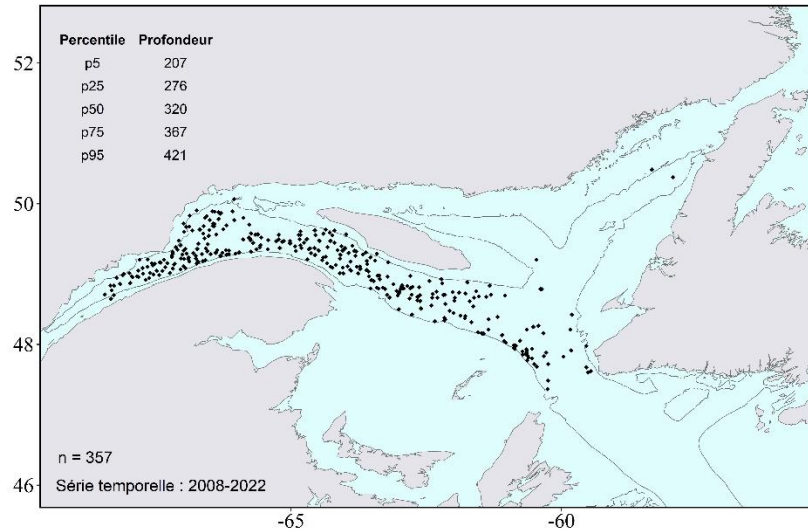 Percentile Profondeur
p5 207
p25 276
p50 320
p75 367
p95 421
52
50
48
46
n = 357
Série temporelle : 2008-2022
-65 -60